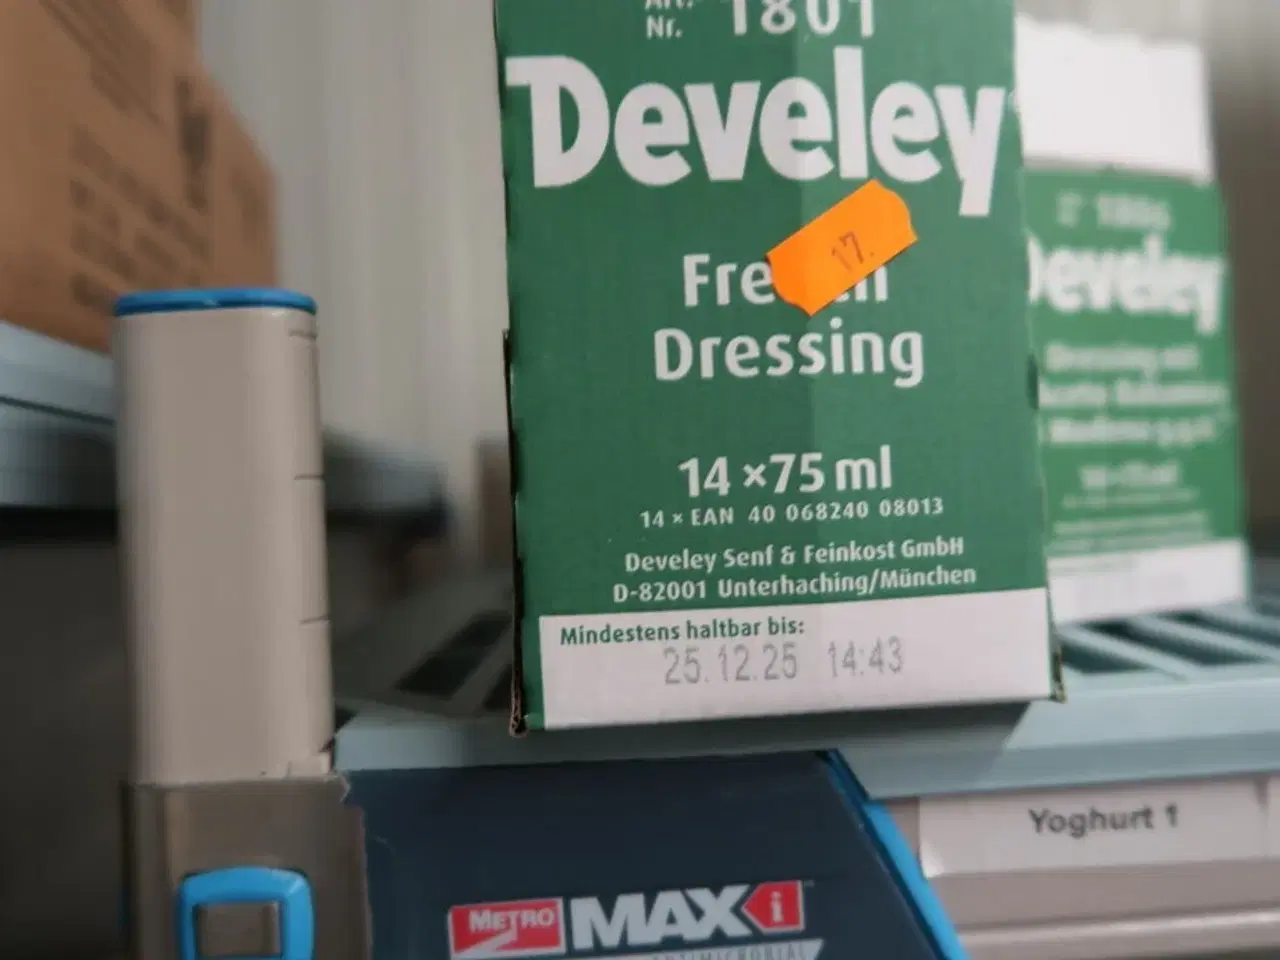 Art.-
Nr. 1801
Develey
17.
Dressing
14 × 75 ml
14 × EAN 40 068240 08013
Develey Senf & Feinkost GmbH
D-82001 Unterhaching/München
Mindestens haltbar bis:
25.12.25 14:43
Develey
Yoghurt 1
METRO MAX i